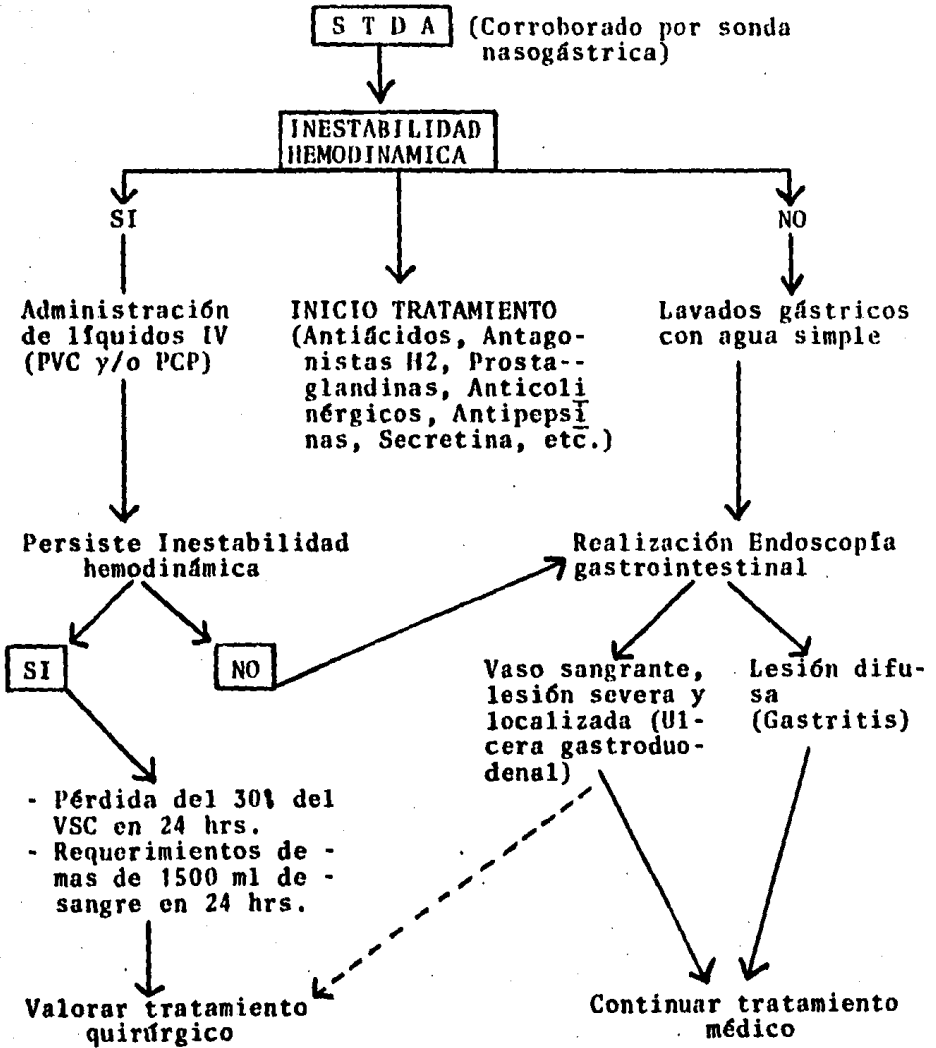 S T D A (Corroborado por sonda
nasogástrica)
INESTABILIDAD
HEMODINAMICA
SI
NO
Administración
de líquidos IV
(PVC y/o PCP)
INICIO TRATAMIENTO
(Antiácidos, Antago-
nistas H2, Prosta--
glandinas, Anticoli
nérgicos, Antipepsi
nas, Secretina, etc.)
Lavados gástricos
con agua simple
Persiste Inestabilidad
hemodinámica
Realización Endoscopía
gastrointestinal
SI
NO
Vaso sangrante,
lesión severa y
localizada (Ul-
cera gastroduo-
denal)
Lesión difu-
sa
(Gastritis)
- Pérdida del 30% del
VSC en 24 hrs.
- Requerimientos de -
mas de 1500 ml de -
sangre en 24 hrs.
Valorar tratamiento
quirúrgico
Continuar tratamiento
médico